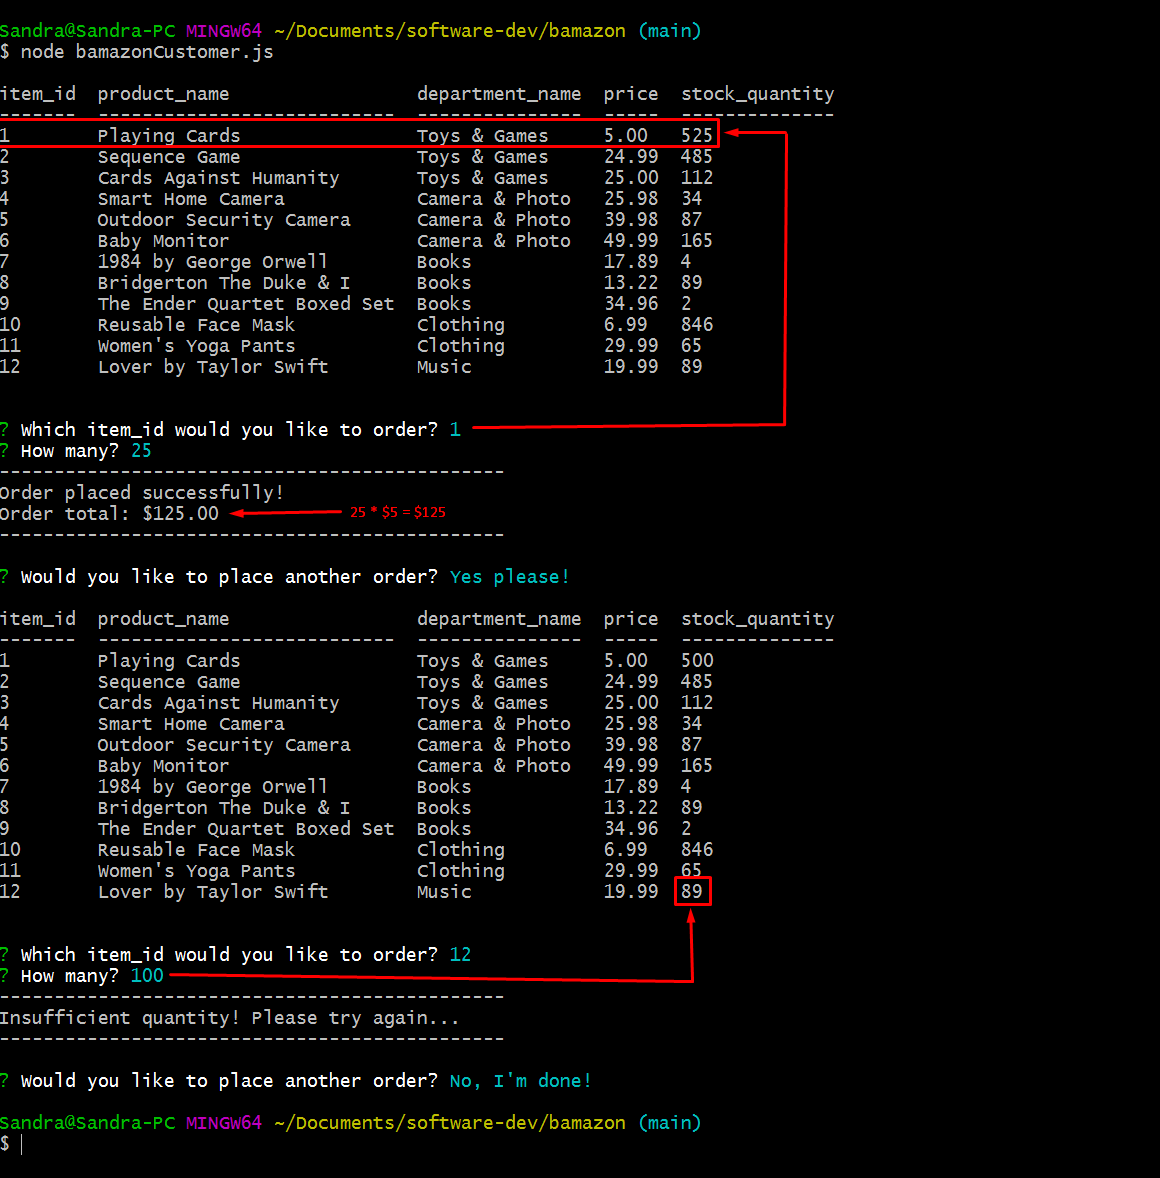 Sandra@Sandra-PC MINGW64 ~/Documents/software-dev/bamazon (main)
$ node bamazonCustomer.js
item_id  product_name                 department_name  price  stock_quantity
-------  ---------------------------  ---------------  -----  --------------
1        Playing Cards                Toys & Games     5.00   525
2        Sequence Game                Toys & Games     24.99  485
3        Cards Against Humanity       Toys & Games     25.00  112
4        Smart Home Camera            Camera & Photo   25.98  34
5        Outdoor Security Camera      Camera & Photo   39.98  87
6        Baby Monitor                 Camera & Photo   49.99  165
7        1984 by George Orwell        Books            17.89  4
8        Bridgerton The Duke & I      Books            13.22  89
9        The Ender Quartet Boxed Set  Books            34.96  2
10       Reusable Face Mask           Clothing         6.99   846
11       Women's Yoga Pants           Clothing         29.99  65
12       Lover by Taylor Swift        Music            19.99  89
? Which item_id would you like to order? 1
? How many? 25
----------------------------------------------
Order placed successfully!
Order total: $125.00 25 * $5 = $125
----------------------------------------------
? Would you like to place another order? Yes please!
item_id  product_name                 department_name  price  stock_quantity
-------  ---------------------------  ---------------  -----  --------------
1        Playing Cards                Toys & Games     5.00   500
2        Sequence Game                Toys & Games     24.99  485
3        Cards Against Humanity       Toys & Games     25.00  112
4        Smart Home Camera            Camera & Photo   25.98  34
5        Outdoor Security Camera      Camera & Photo   39.98  87
6        Baby Monitor                 Camera & Photo   49.99  165
7        1984 by George Orwell        Books            17.89  4
8        Bridgerton The Duke & I      Books            13.22  89
9        The Ender Quartet Boxed Set  Books            34.96  2
10       Reusable Face Mask           Clothing         6.99   846
11       Women's Yoga Pants           Clothing         29.99  65
12       Lover by Taylor Swift        Music            19.99  89
? Which item_id would you like to order? 12
? How many? 100
----------------------------------------------
Insufficient quantity! Please try again...
----------------------------------------------
? Would you like to place another order? No, I'm done!
Sandra@Sandra-PC MINGW64 ~/Documents/software-dev/bamazon (main)
$